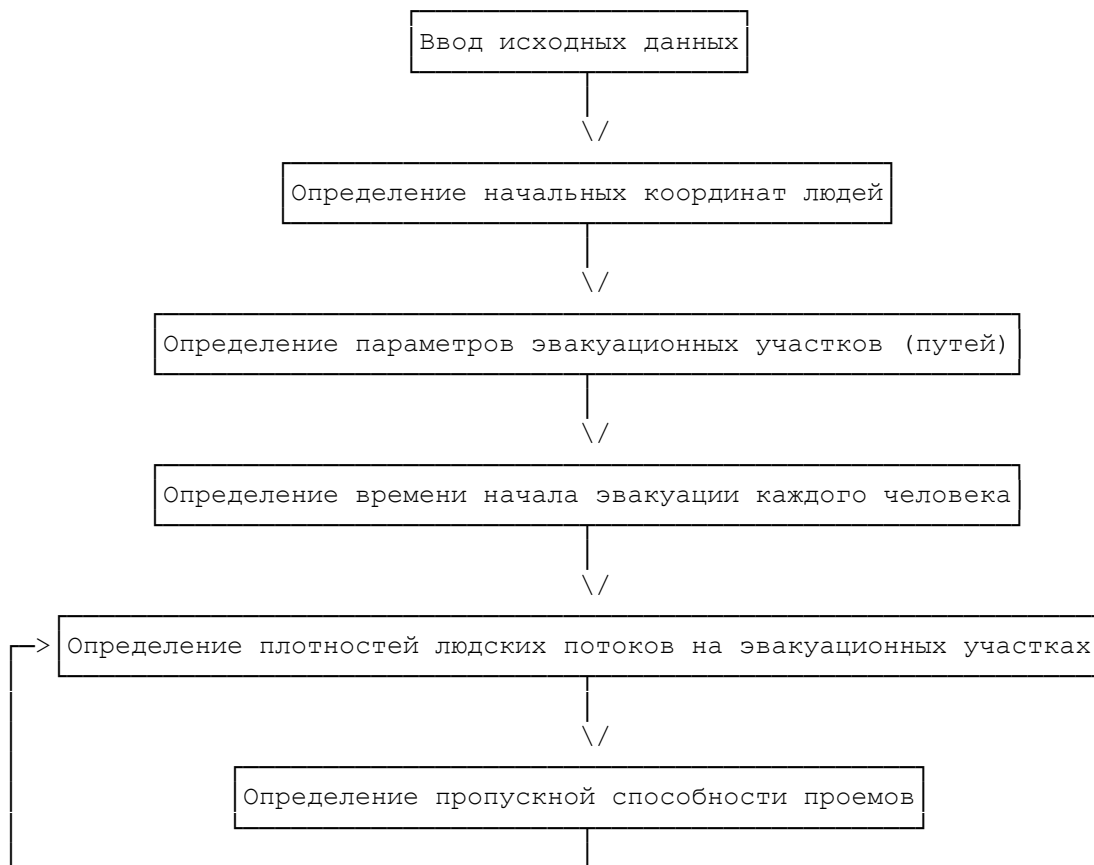 Ввод исходных данных
Определение начальных координат людей
Определение параметров эвакуационных участков (путей)
Определение времени начала эвакуации каждого человека
Определение плотностей людских потоков на эвакуационных участках
Определение пропускной способности проемов